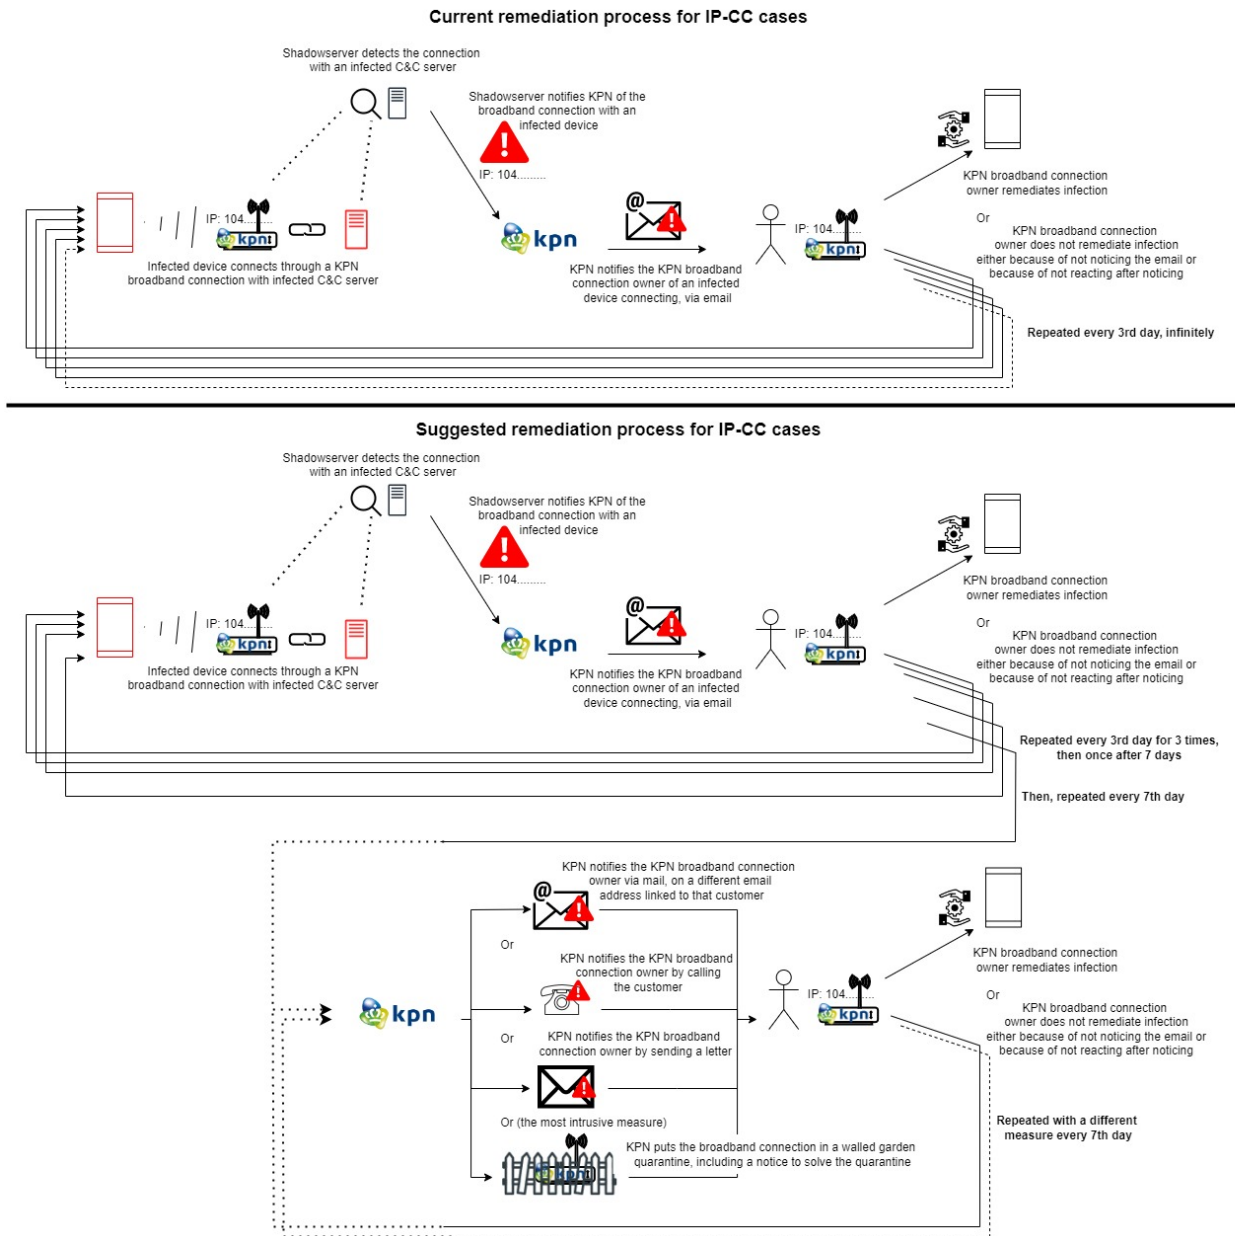 Current remediation process for IP-CC cases
Shadowserver detects the connection
with an infected C&C server
Shadowserver notifies KPN of the
broadband connection with an
infected device
IP: 104.........
IP: 104.........
kpn
Infected device connects through a KPN
broadband connection with infected C&C server
kpn
@
KPN notifies the KPN broadband
connection owner of an infected
device connecting, via email
IP: 104.........
kpn
KPN broadband connection
owner remediates infection
Or
KPN broadband connection
owner does not remediate infection
either because of not noticing the email or
because of not reacting after noticing
Repeated every 3rd day, infinitely
Suggested remediation process for IP-CC cases
Shadowserver detects the connection
with an infected C&C server
Shadowserver notifies KPN of the
broadband connection with an
infected device
IP: 104.........
IP: 104.........
kpn
Infected device connects through a KPN
broadband connection with infected C&C server
kpn
@
KPN notifies the KPN broadband
connection owner of an infected
device connecting, via email
IP: 104.........
kpn
KPN broadband connection
owner remediates infection
Or
KPN broadband connection
owner does not remediate infection
either because of not noticing the email or
because of not reacting after noticing
Repeated every 3rd day for 3 times,
then once after 7 days
Then, repeated every 7th day
kpn
KPN notifies the KPN broadband connection
owner via mail, on a different email
address linked to that customer
@
Or
KPN notifies the KPN broadband
connection owner by calling
the customer
Or
KPN notifies the KPN broadband
connection owner by sending a letter
Or (the most intrusive measure)
KPN puts the broadband connection in a walled garden
quarantine, including a notice to solve the quarantine
kpn
IP: 104.........
kpn
KPN broadband connection
owner remediates infection
Or
KPN broadband connection
owner does not remediate infection
either because of not noticing the email or
because of not reacting after noticing
Repeated with a different
measure every 7th day